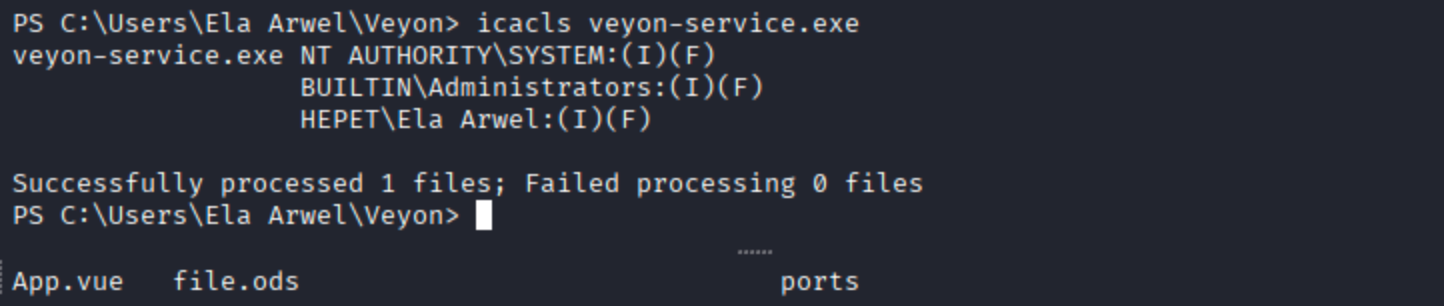 PS C:\Users\Ela Arwel\Veyon> icacls veyon-service.exe
veyon-service.exe NT AUTHORITY\SYSTEM:(I)(F)
BUILTIN\Administrators:(I)(F)
HEPET\Ela Arwel:(I)(F)
Successfully processed 1 files; Failed processing 0 files
PS C:\Users\Ela Arwel\Veyon>
App.vue file.ods ports